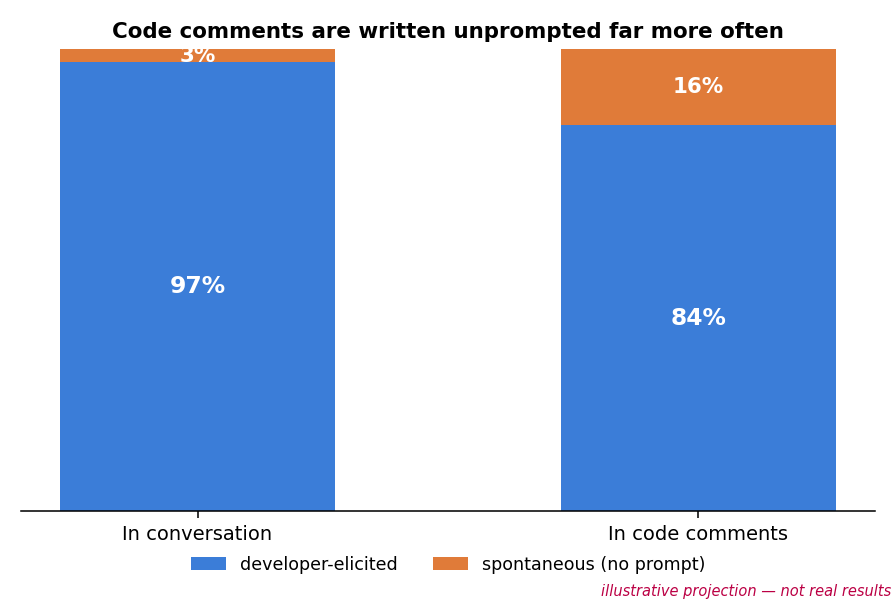 Code comments are written unprompted far more often
3%
16%
97%
84%
In conversation
In code comments
developer-elicited
spontaneous (no prompt)
illustrative projection — not real results